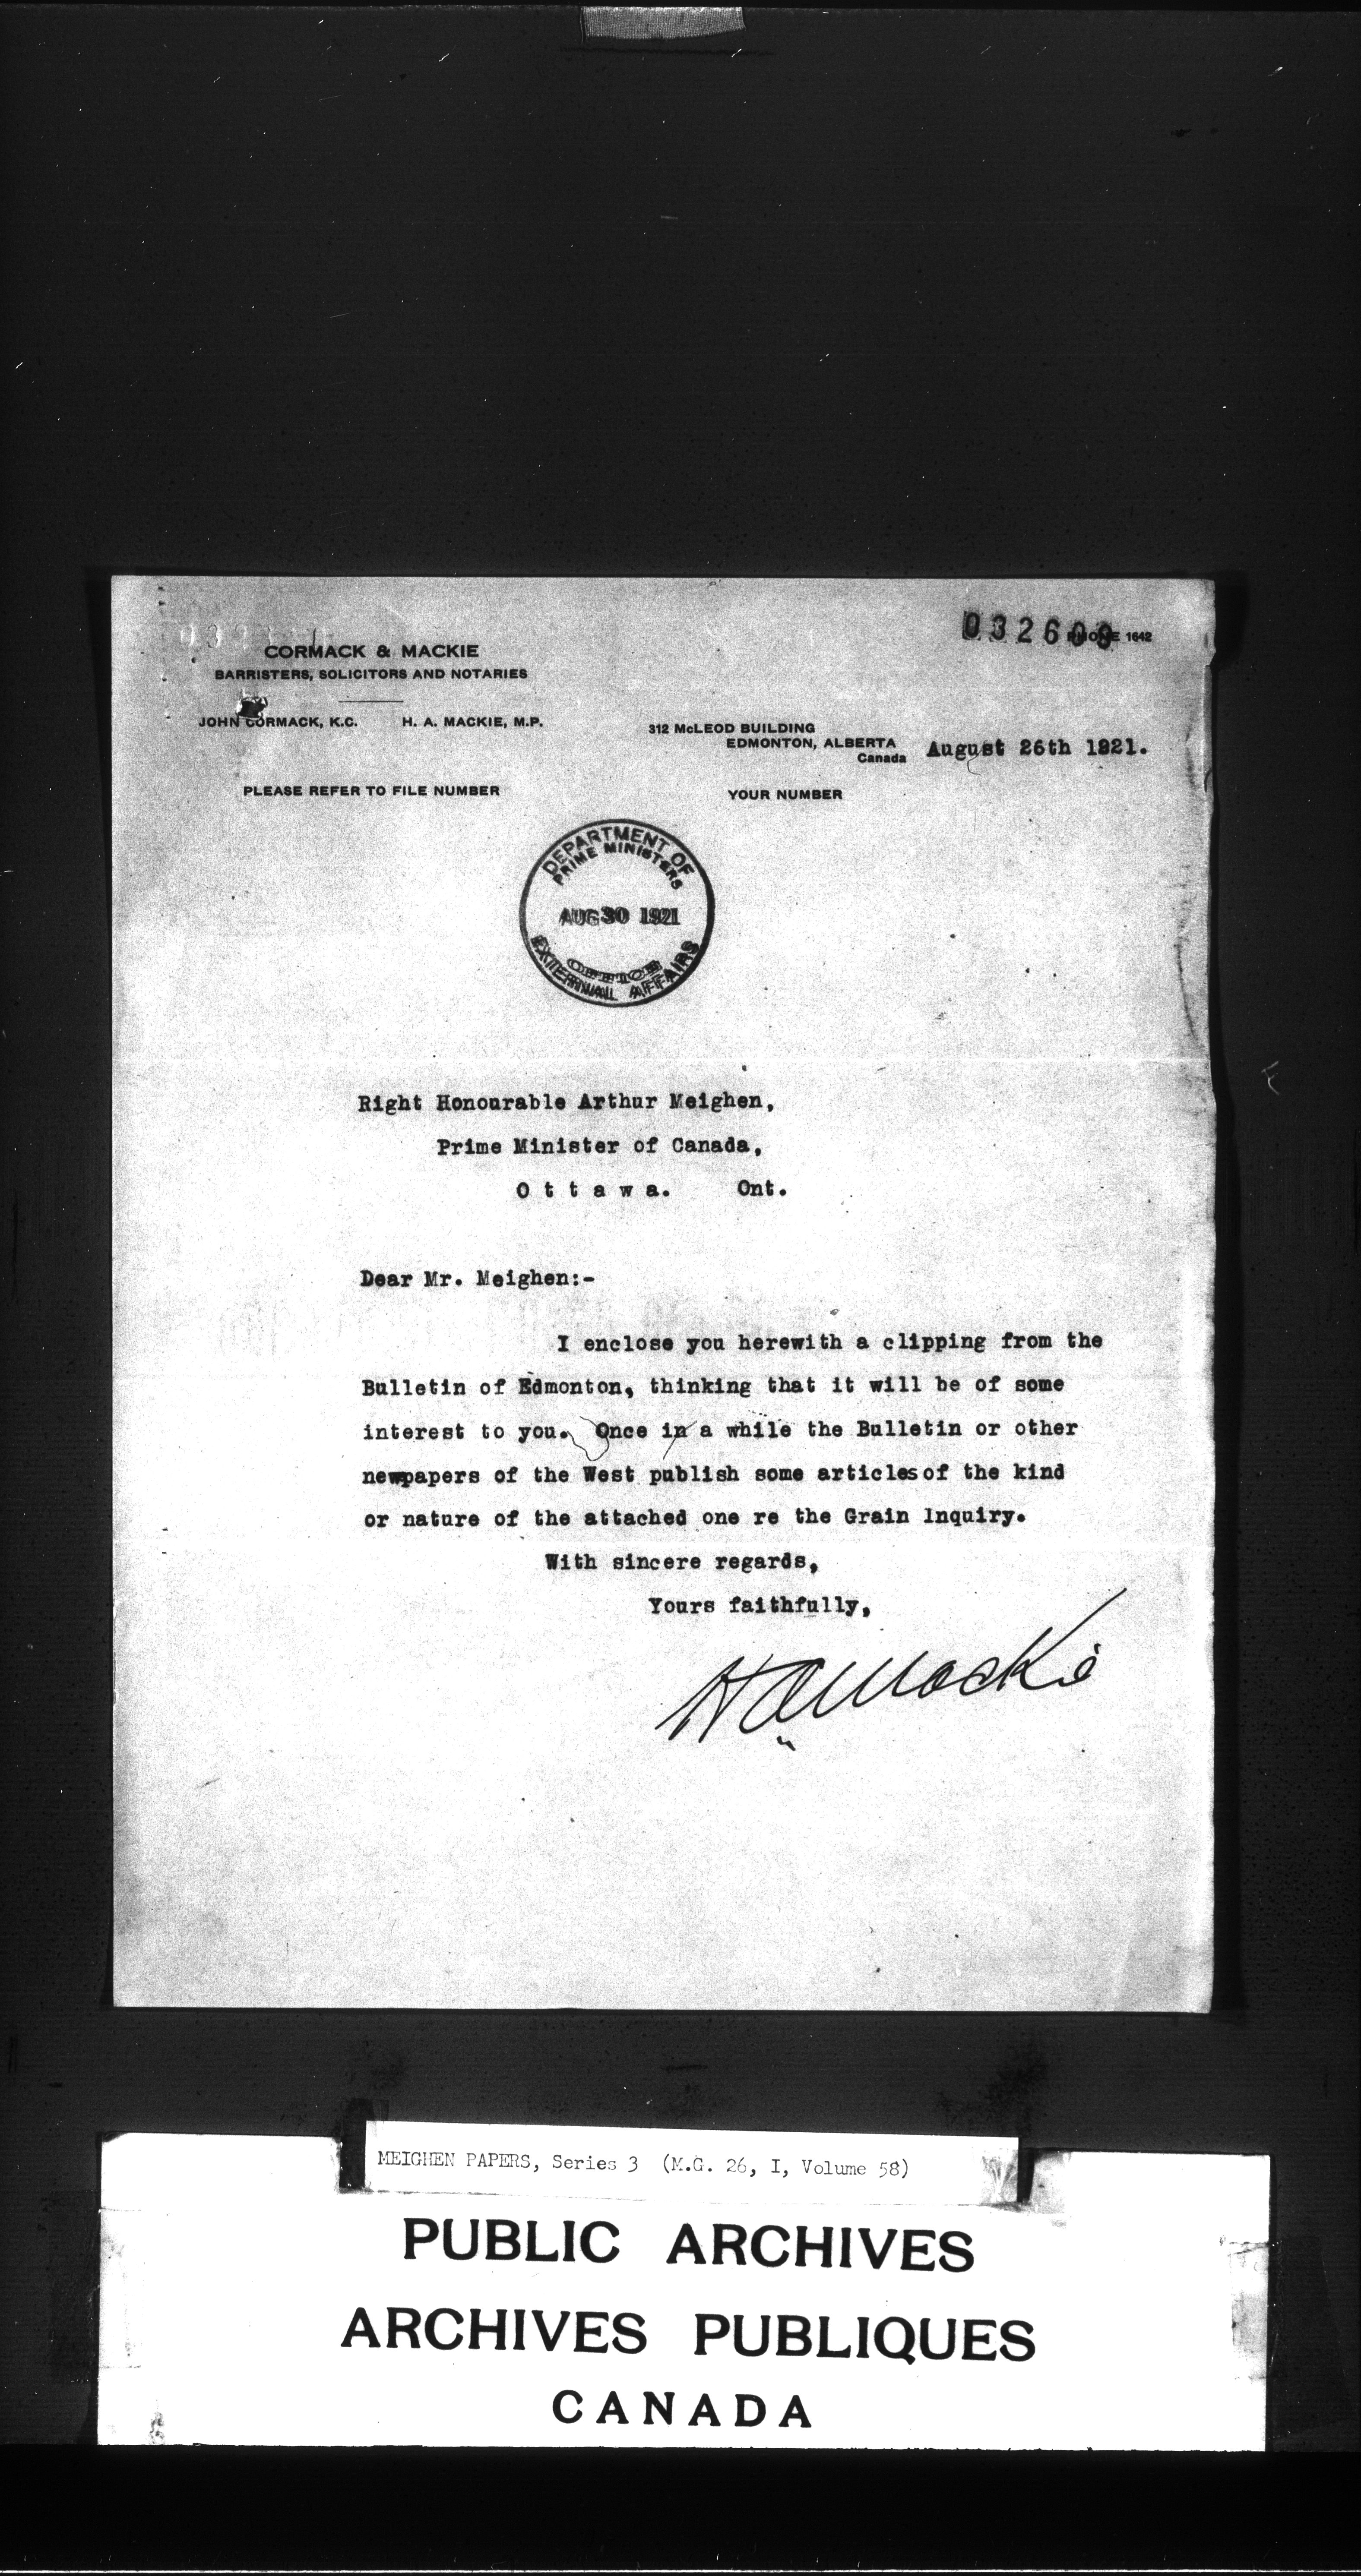 032600
PHONE 1642
CORMACK & MACKIE
BARRISTERS, SOLICITORS AND NOTARIES
JOHN CORMACK, K.C. H. A. MACKIE, M.P.
312 McLEOD BUILDING
EDMONTON, ALBERTA
Canada
August 26th 1921.
PLEASE REFER TO FILE NUMBER
YOUR NUMBER
DEPARTMENT OF
PRIME MINISTERS
AUG 30 1921
OFFICE
EXTERNAL AFFAIRS
Right Honourable Arthur Meighen,
Prime Minister of Canada,
O t t a w a. Ont.
Dear Mr. Meighen:-
I enclose you herewith a clipping from the
Bulletin of Edmonton, thinking that it will be of some
interest to you. Once in a while the Bulletin or other
newpapers of the West publish some articles of the kind
or nature of the attached one re the Grain Inquiry.
With sincere regards,
Yours faithfully,
H A Mackie
MEIGHEN PAPERS, Series 3 (M.G. 26, I, Volume 58)
PUBLIC ARCHIVES
ARCHIVES PUBLIQUES
CANADA